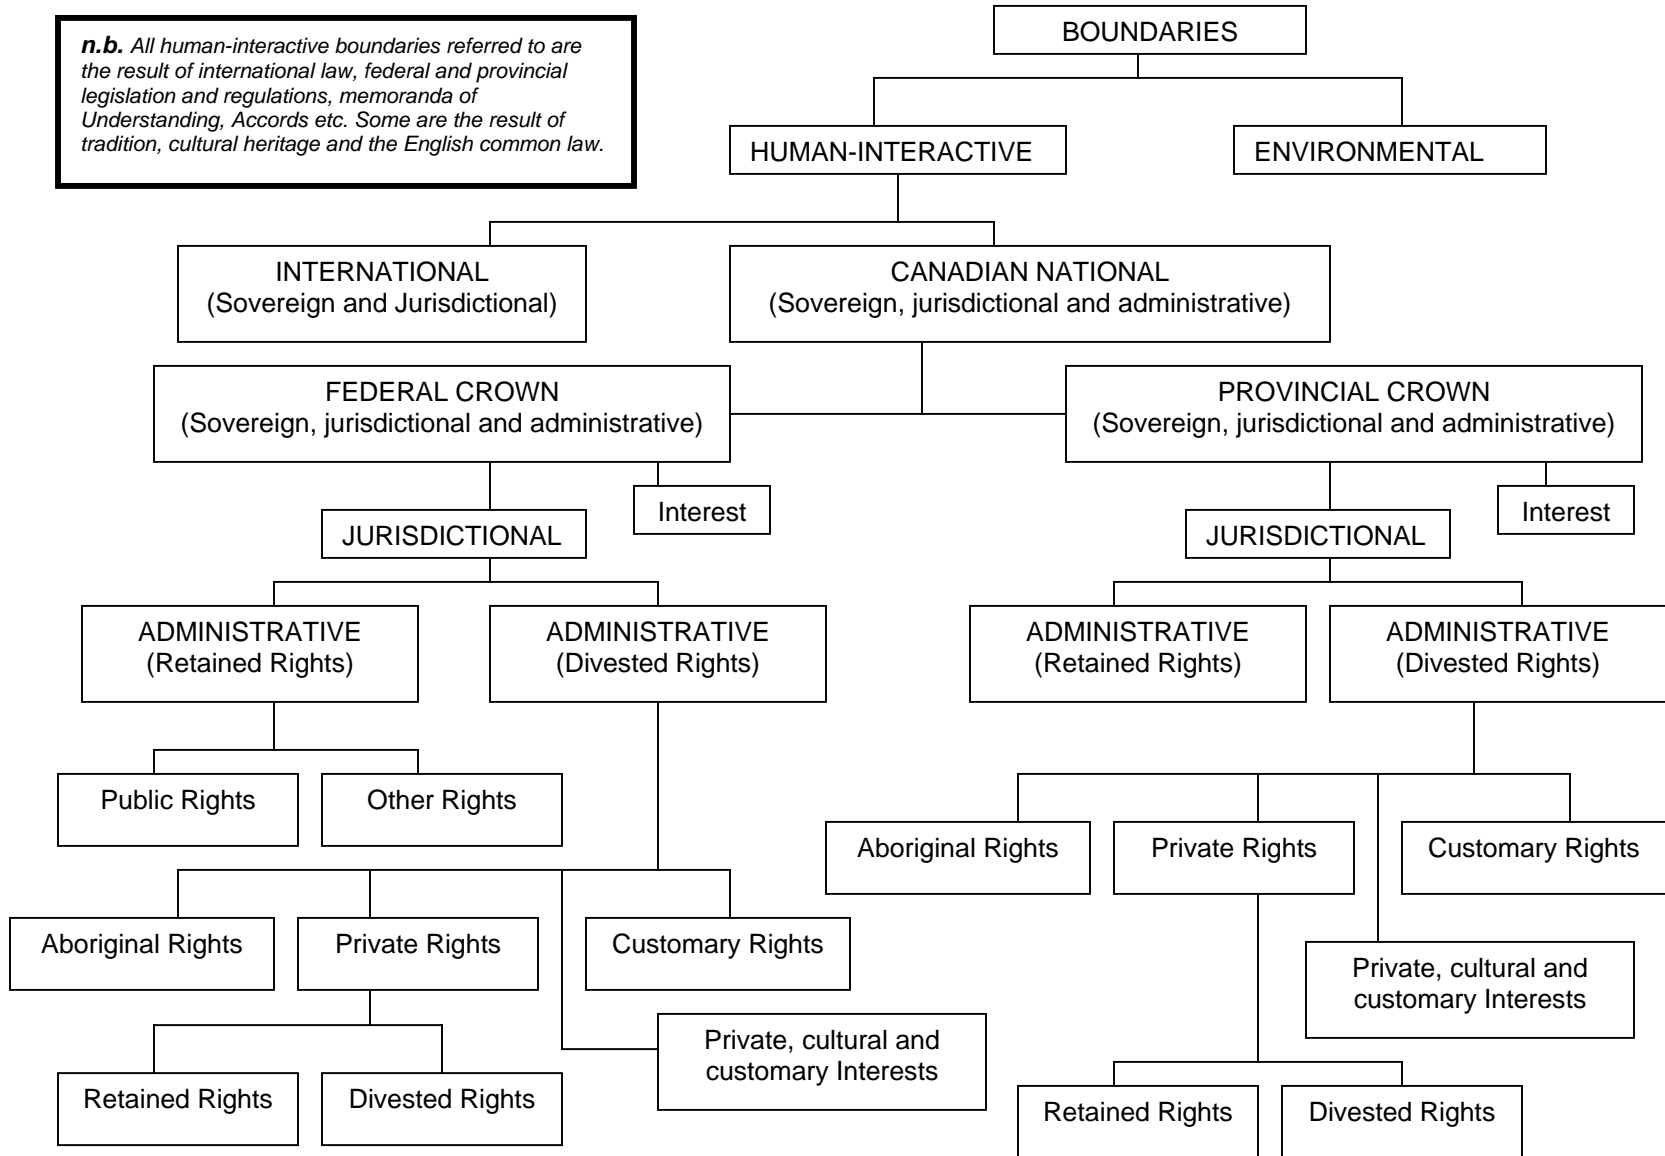 n.b. All human-interactive boundaries referred to are
the result of international law, federal and provincial
legislation and regulations, memoranda of
Understanding, Accords etc. Some are the result of
tradition, cultural heritage and the English common law.
BOUNDARIES
HUMAN-INTERACTIVE
ENVIRONMENTAL
INTERNATIONAL
(Sovereign and Jurisdictional)
CANADIAN NATIONAL
(Sovereign, jurisdictional and administrative)
FEDERAL CROWN
(Sovereign, jurisdictional and administrative)
PROVINCIAL CROWN
(Sovereign, jurisdictional and administrative)
Interest
Interest
JURISDICTIONAL
JURISDICTIONAL
ADMINISTRATIVE
(Retained Rights)
ADMINISTRATIVE
(Divested Rights)
ADMINISTRATIVE
(Retained Rights)
ADMINISTRATIVE
(Divested Rights)
Public Rights
Other Rights
Aboriginal Rights
Private Rights
Customary Rights
Aboriginal Rights
Private Rights
Customary Rights
Private, cultural and
customary Interests
Private, cultural and
customary Interests
Retained Rights
Divested Rights
Retained Rights
Divested Rights